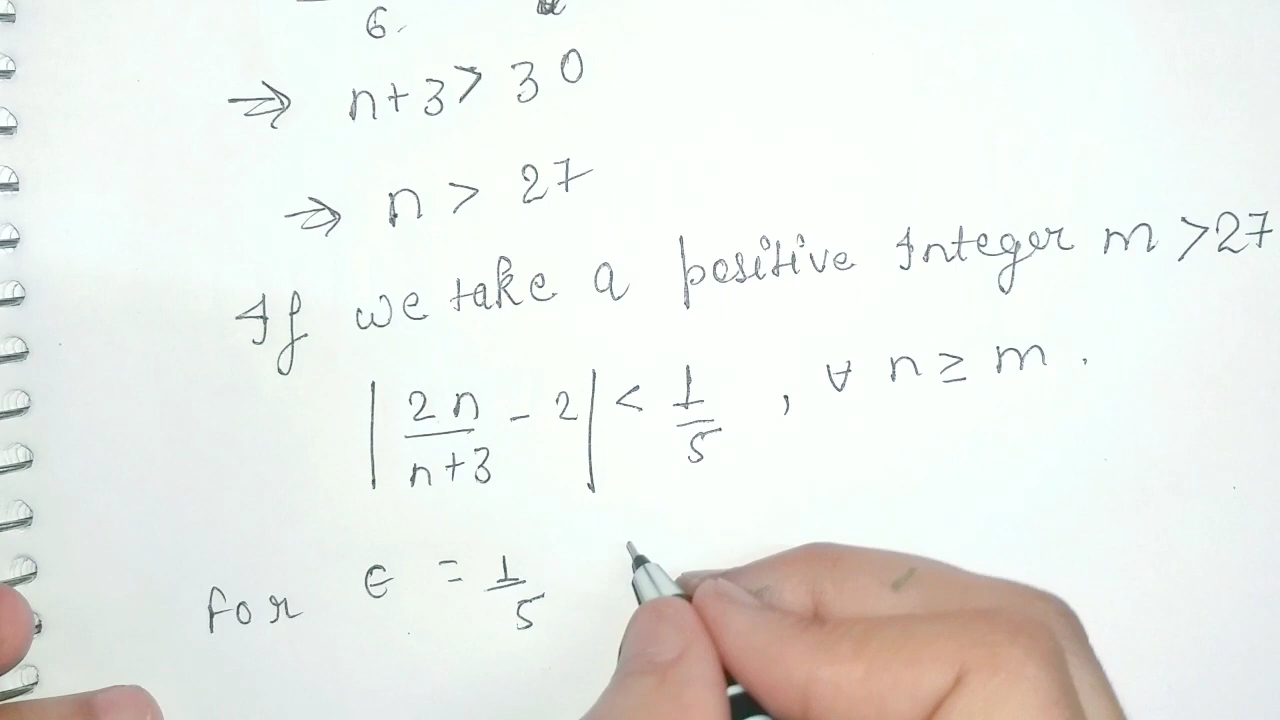 6.
⇒ n+3 > 30
⇒ n > 27
If we take a positive Integer m > 27
| 2n/n+3 - 2 | < 1/5 , ∀ n ≥ m .
For ϵ = 1/5